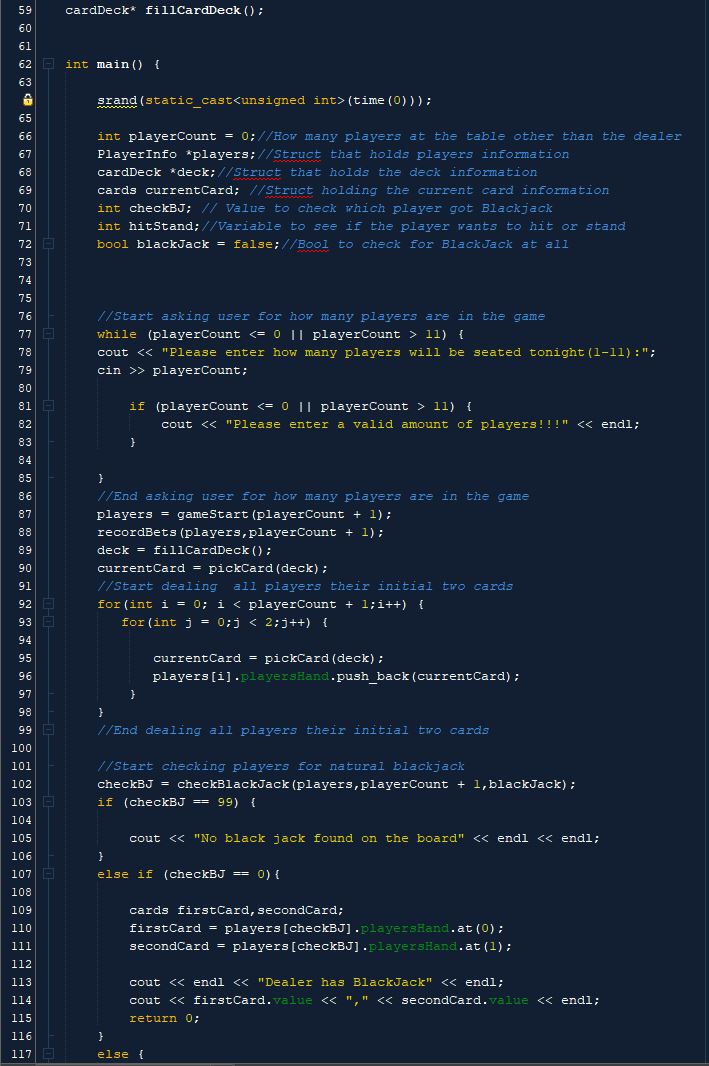 59 cardDeck* fillCardDeck();
60
61
62 int main() {
63
srand(static_cast<unsigned int>(time(0)));
65
66 int playerCount = 0;//How many players at the table other than the dealer
67 PlayerInfo *players;//Struct that holds players information
68 cardDeck *deck;//Struct that holds the deck information
69 cards currentCard; //Struct holding the current card information
70 int checkBJ; // Value to check which player got Blackjack
71 int hitStand;//Variable to see if the player wants to hit or stand
72 bool blackJack = false;//Bool to check for BlackJack at all
73
74
75
76 //Start asking user for how many players are in the game
77 while (playerCount <= 0 || playerCount > 11) {
78 cout << "Please enter how many players will be seated tonight(1-11):";
79 cin >> playerCount;
80
81 if (playerCount <= 0 || playerCount > 11) {
82 cout << "Please enter a valid amount of players!!!" << endl;
83 }
84
85 }
86 //End asking user for how many players are in the game
87 players = gameStart(playerCount + 1);
88 recordBets(players,playerCount + 1);
89 deck = fillCardDeck();
90 currentCard = pickCard(deck);
91 //Start dealing  all players their initial two cards
92 for(int i = 0; i < playerCount + 1;i++) {
93 for(int j = 0;j < 2;j++) {
94
95 currentCard = pickCard(deck);
96 players[i].playersHand.push_back(currentCard);
97 }
98 }
99 //End dealing all players their initial two cards
100
101 //Start checking players for natural blackjack
102 checkBJ = checkBlackJack(players,playerCount + 1,blackJack);
103 if (checkBJ == 99) {
104
105 cout << "No black jack found on the board" << endl << endl;
106 }
107 else if (checkBJ == 0){
108
109 cards firstCard,secondCard;
110 firstCard = players[checkBJ].playersHand.at(0);
111 secondCard = players[checkBJ].playersHand.at(1);
112
113 cout << endl << "Dealer has BlackJack" << endl;
114 cout << firstCard.value << "," << secondCard.value << endl;
115 return 0;
116 }
117 else {